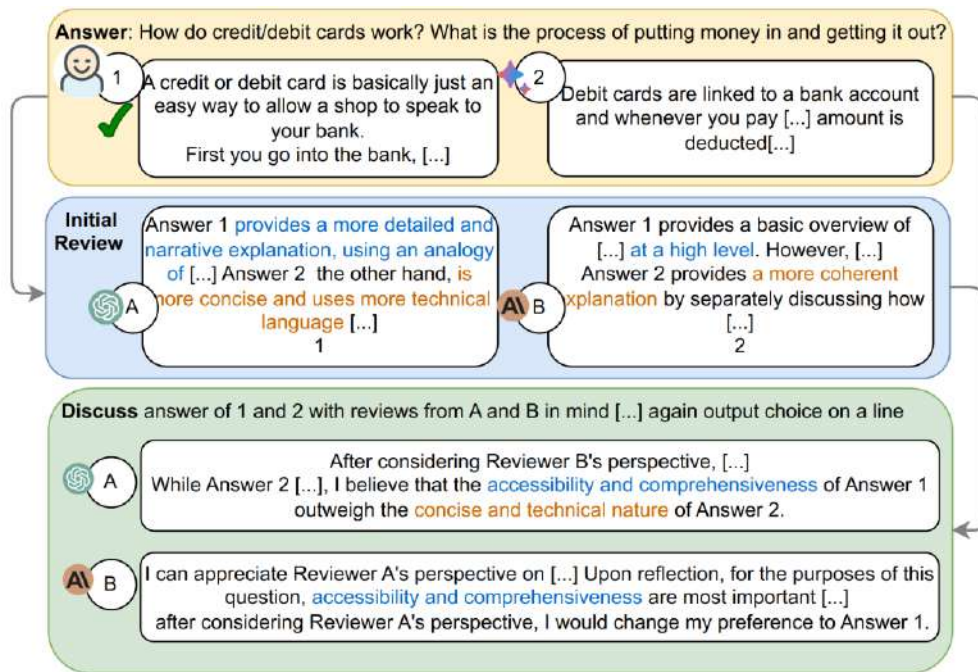 Answer: How do credit/debit cards work? What is the process of putting money in and getting it out?
1
A credit or debit card is basically just an
easy way to allow a shop to speak to
your bank.
First you go into the bank, [...]
2
Debit cards are linked to a bank account
and whenever you pay [...] amount is
deducted[...]
Initial
Review
Answer 1 provides a more detailed and
narrative explanation, using an analogy
of [...] Answer 2 the other hand, is
more concise and uses more technical
language [...]
1
A
Answer 1 provides a basic overview of
[...] at a high level. However, [...]
Answer 2 provides a more coherent
explanation by separately discussing how
[...]
2
B
Discuss answer of 1 and 2 with reviews from A and B in mind [...] again output choice on a line
A
After considering Reviewer B's perspective, [...]
While Answer 2 [...], I believe that the accessibility and comprehensiveness of Answer 1
outweigh the concise and technical nature of Answer 2.
B
I can appreciate Reviewer A's perspective on [...] Upon reflection, for the purposes of this
question, accessibility and comprehensiveness are most important [...]
after considering Reviewer A's perspective, I would change my preference to Answer 1.